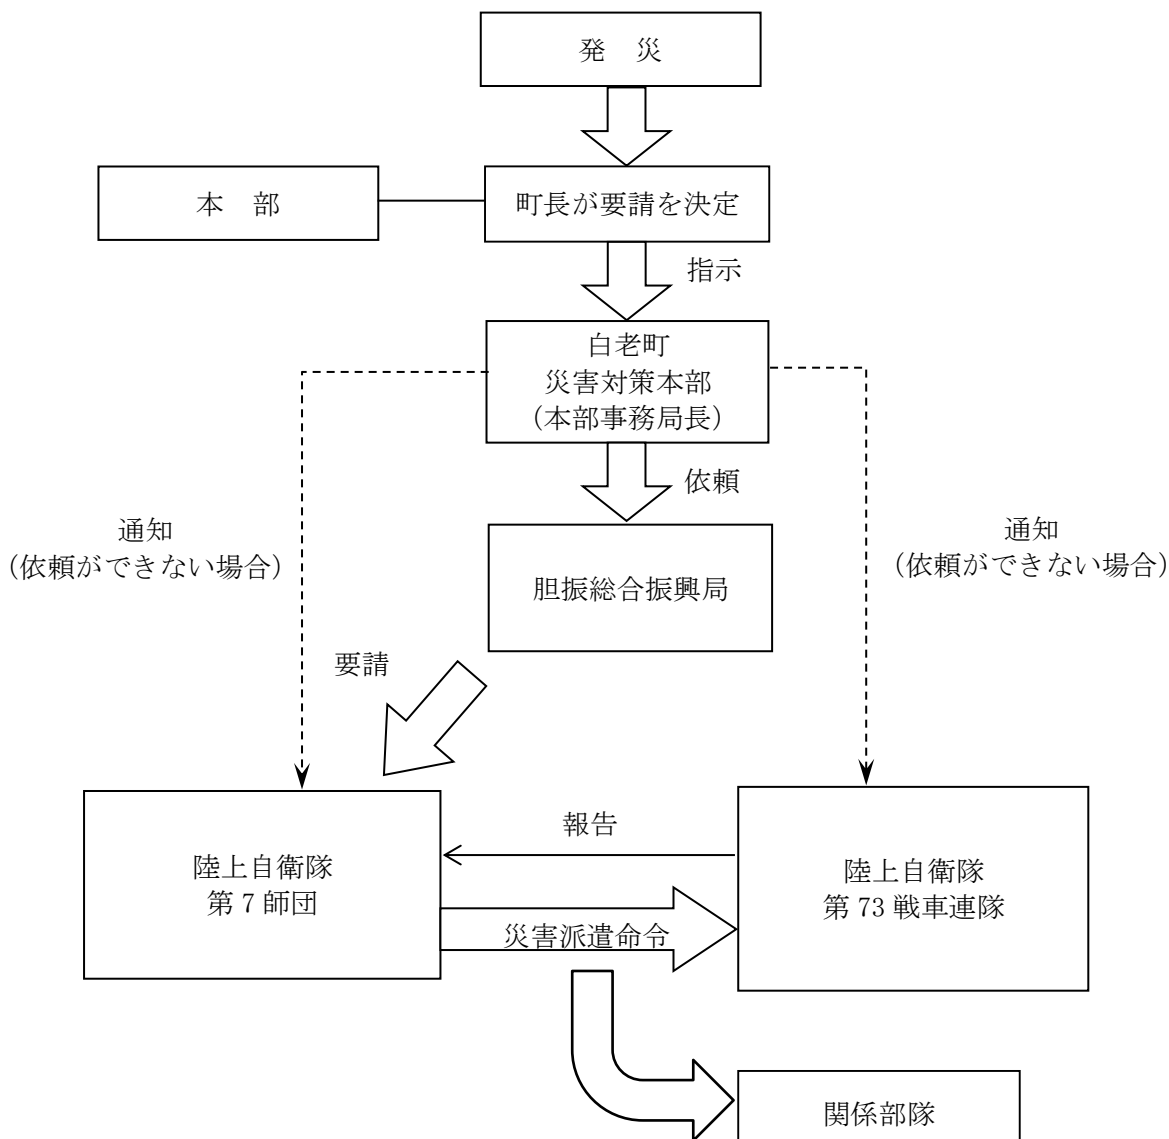 発　災
本　部
町長が要請を決定
指示
白老町
災害対策本部
（本部事務局長）
依頼
通知
（依頼ができない場合）
通知
（依頼ができない場合）
胆振総合振興局
要請
報告
陸上自衛隊
第７師団
陸上自衛隊
第 73 戦車連隊
災害派遣命令
関係部隊